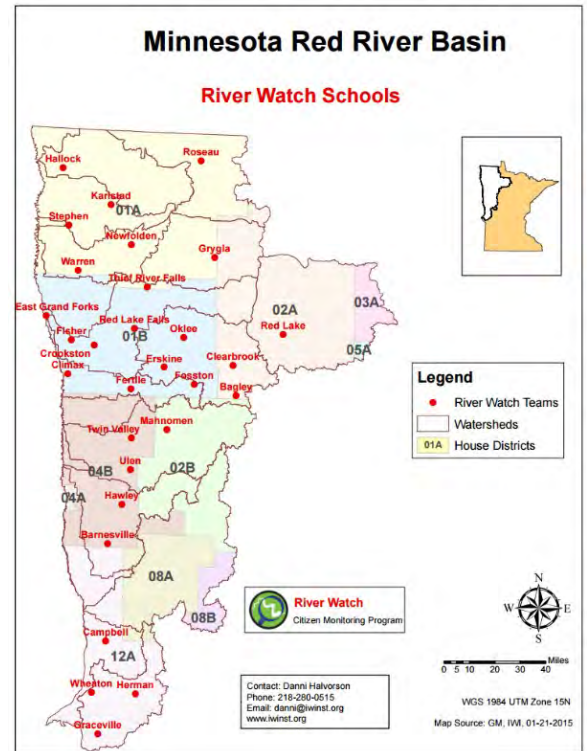 Minnesota Red River Basin
River Watch Schools
Hallock
Roseau
Karlstad
01A
Stephen
Newfolden
Grygla
Warren
Thief River Falls
East Grand Forks
Red Lake Falls
01B
Fisher
Oklee
02A
03A
Red Lake
05A
Crookston
Climax
Erskine
Clearbrook
Fosston
Fertile
Bagley
Mahnomen
Twin Valley
04B
02B
Ulen
04A
Hawley
Barnesville
08A
08B
Campbell
12A
Wheaton
Herman
Graceville
Legend
River Watch Teams
Watersheds
01A House Districts
River Watch
Citizen Monitoring Program
Contact: Danni Halvorson
Phone: 218-280-0515
Email: danni@iwinst.org
www.iwinst.org
N
W E
S
Miles
0 5 10 20 30 40
WGS 1984 UTM Zone 15N
Map Source: GM, IWI, 01-21-2015